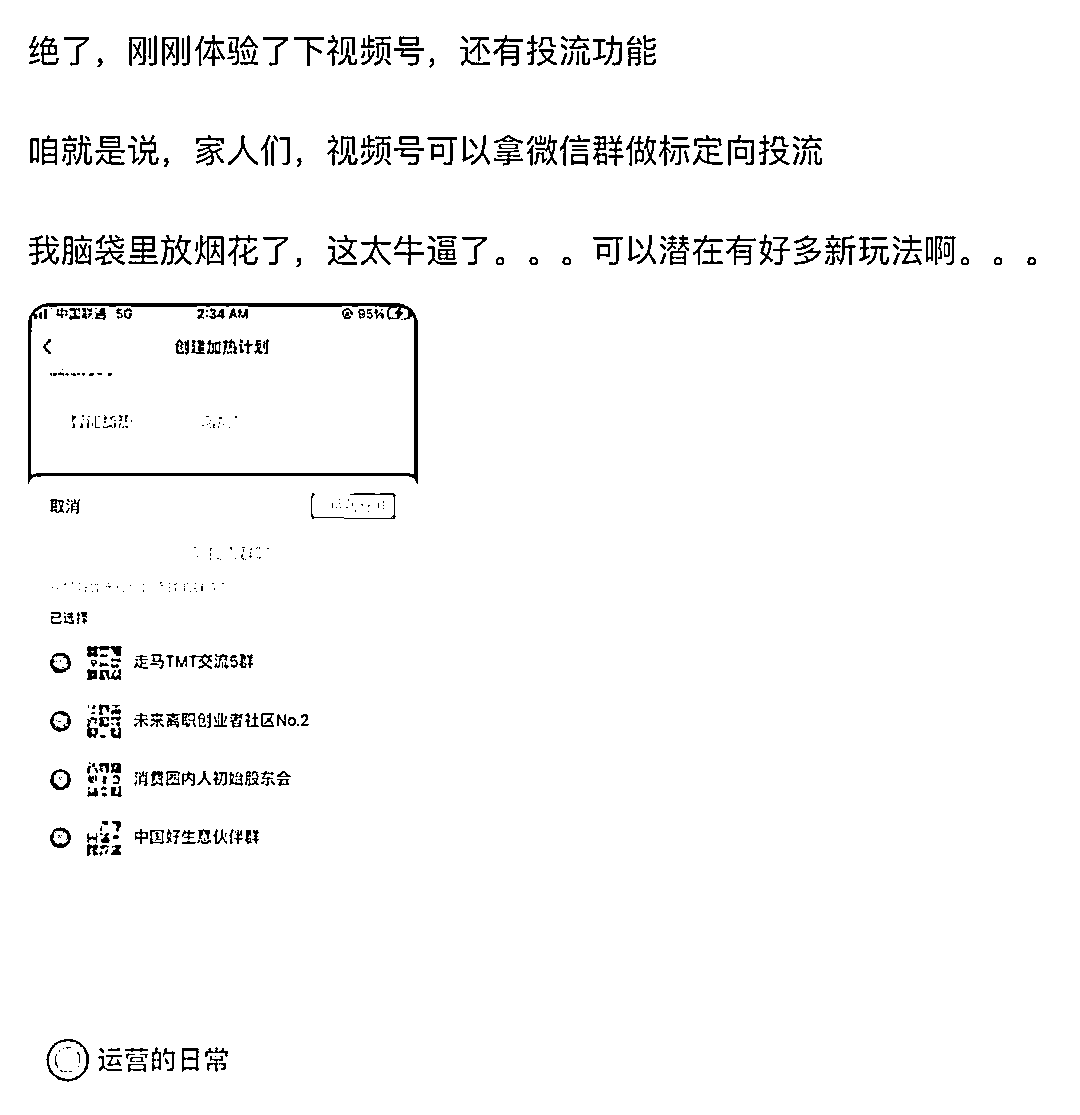 绝了，刚刚体验了下视频号，还有投流功能
咱就是说，家人们，视频号可以拿微信群做标定向投流
我脑袋里放烟花了，这太牛逼了。。。可以潜在有好多新玩法啊。。。
中国联通 5G 2:34 AM 95%
创建加热计划
取消
已选择
走马TMT交流5群
未来离职创业者社区No.2
消费圈内人初始股东会
中国好生意伙伴群
运营的日常